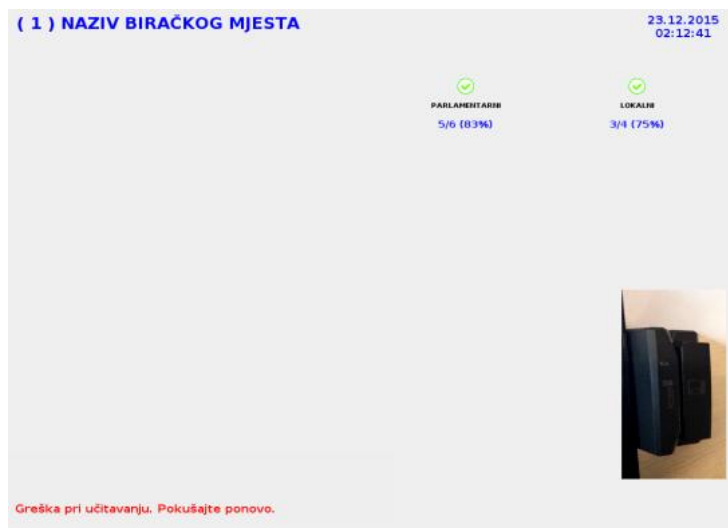 ( 1 ) NAZIV BIRAČKOG MJESTA
23.12.2015
02:12:41
PARLAMENTARNI
LOKALNI
5/6 (83%)
3/4 (75%)
Greška pri učitavanju. Pokušajte ponovo.